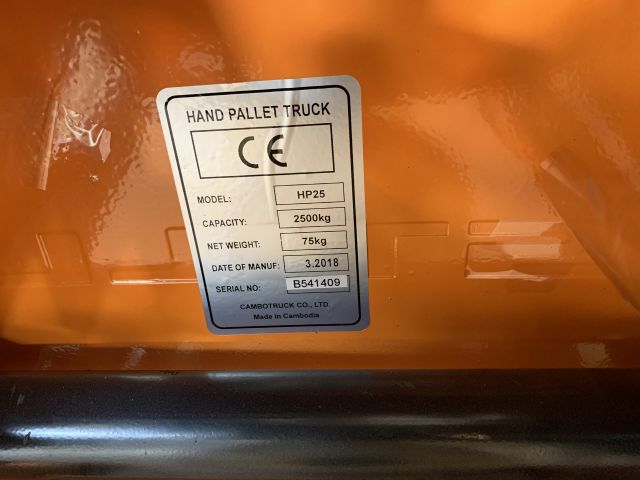 HAND PALLET TRUCK
CE
MODEL: HP25
CAPACITY: 2500kg
NET WEIGHT: 75kg
DATE OF MANUF: 3.2018
SERIAL NO: B541409
CAMBOTRUCK CO., LTD.
Made in Cambodia